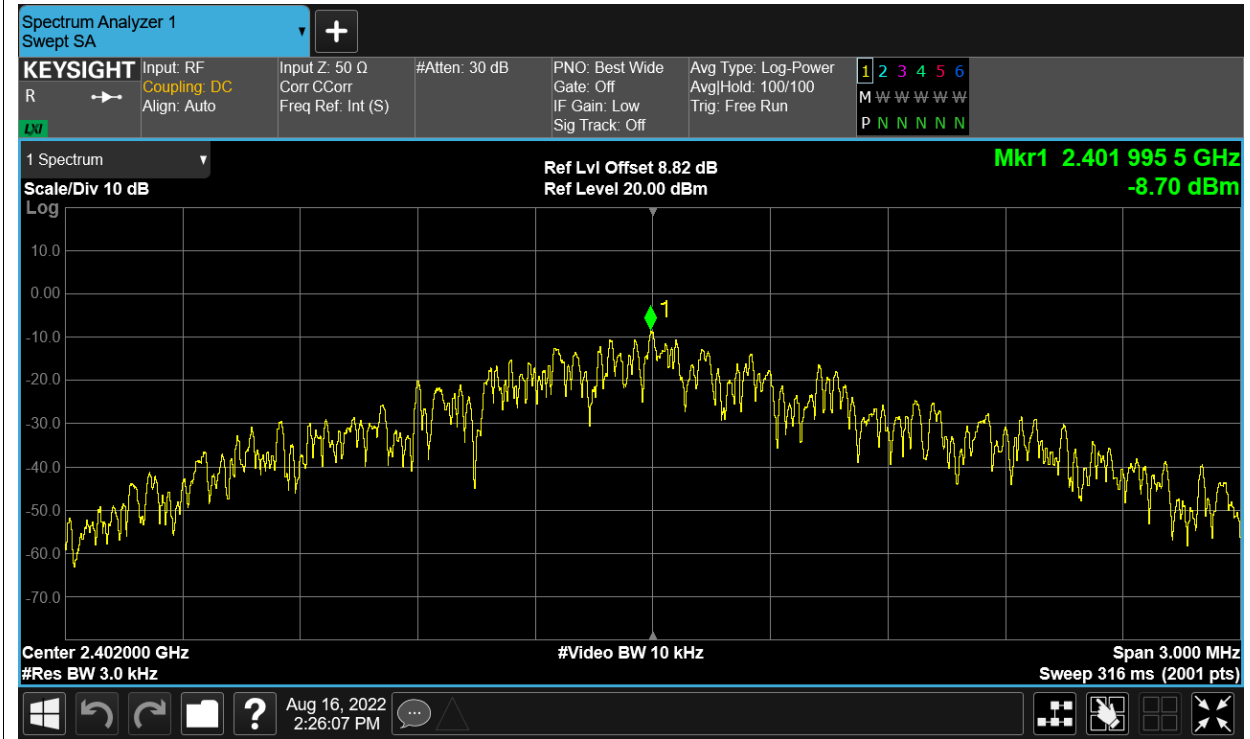 Spectrum Analyzer 1
Swept SA
KEYSIGHT
R
LXI
Input: RF
Coupling: DC
Align: Auto
Input Z: 50 Ω
Corr CCorr
Freq Ref: Int (S)
#Atten: 30 dB
PNO: Best Wide
Gate: Off
IF Gain: Low
Sig Track: Off
Avg Type: Log-Power
Avg|Hold: 100/100
Trig: Free Run
1 2 3 4 5 6
M W W W W W W
P N N N N N N
1 Spectrum
Scale/Div 10 dB
Log
Ref Lvl Offset 8.82 dB
Ref Level 20.00 dBm
Mkr1 2.401 995 5 GHz
-8.70 dBm
10.0
0.00
-10.0
-20.0
-30.0
-40.0
-50.0
-60.0
-70.0
1
Center 2.402000 GHz
#Res BW 3.0 kHz
#Video BW 10 kHz
Span 3.000 MHz
Sweep 316 ms (2001 pts)
?
Aug 16, 2022
2:26:07 PM